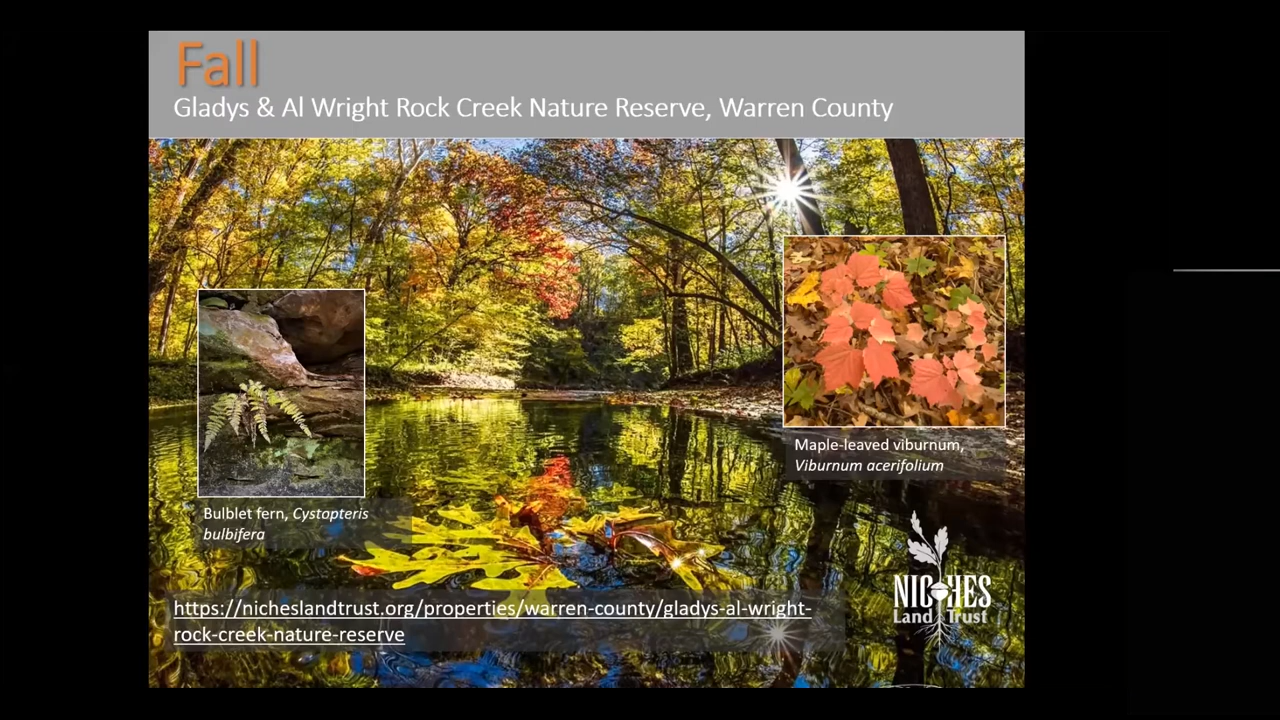 Fall
Gladys & Al Wright Rock Creek Nature Reserve, Warren County
Maple-leaved viburnum,
Viburnum acerifolium
Bulblet fern, Cystopteris
bulbifera
https://nicheslandtrust.org/properties/warren-county/gladys-al-wright-
rock-creek-nature-reserve
NICHES
Land Trust